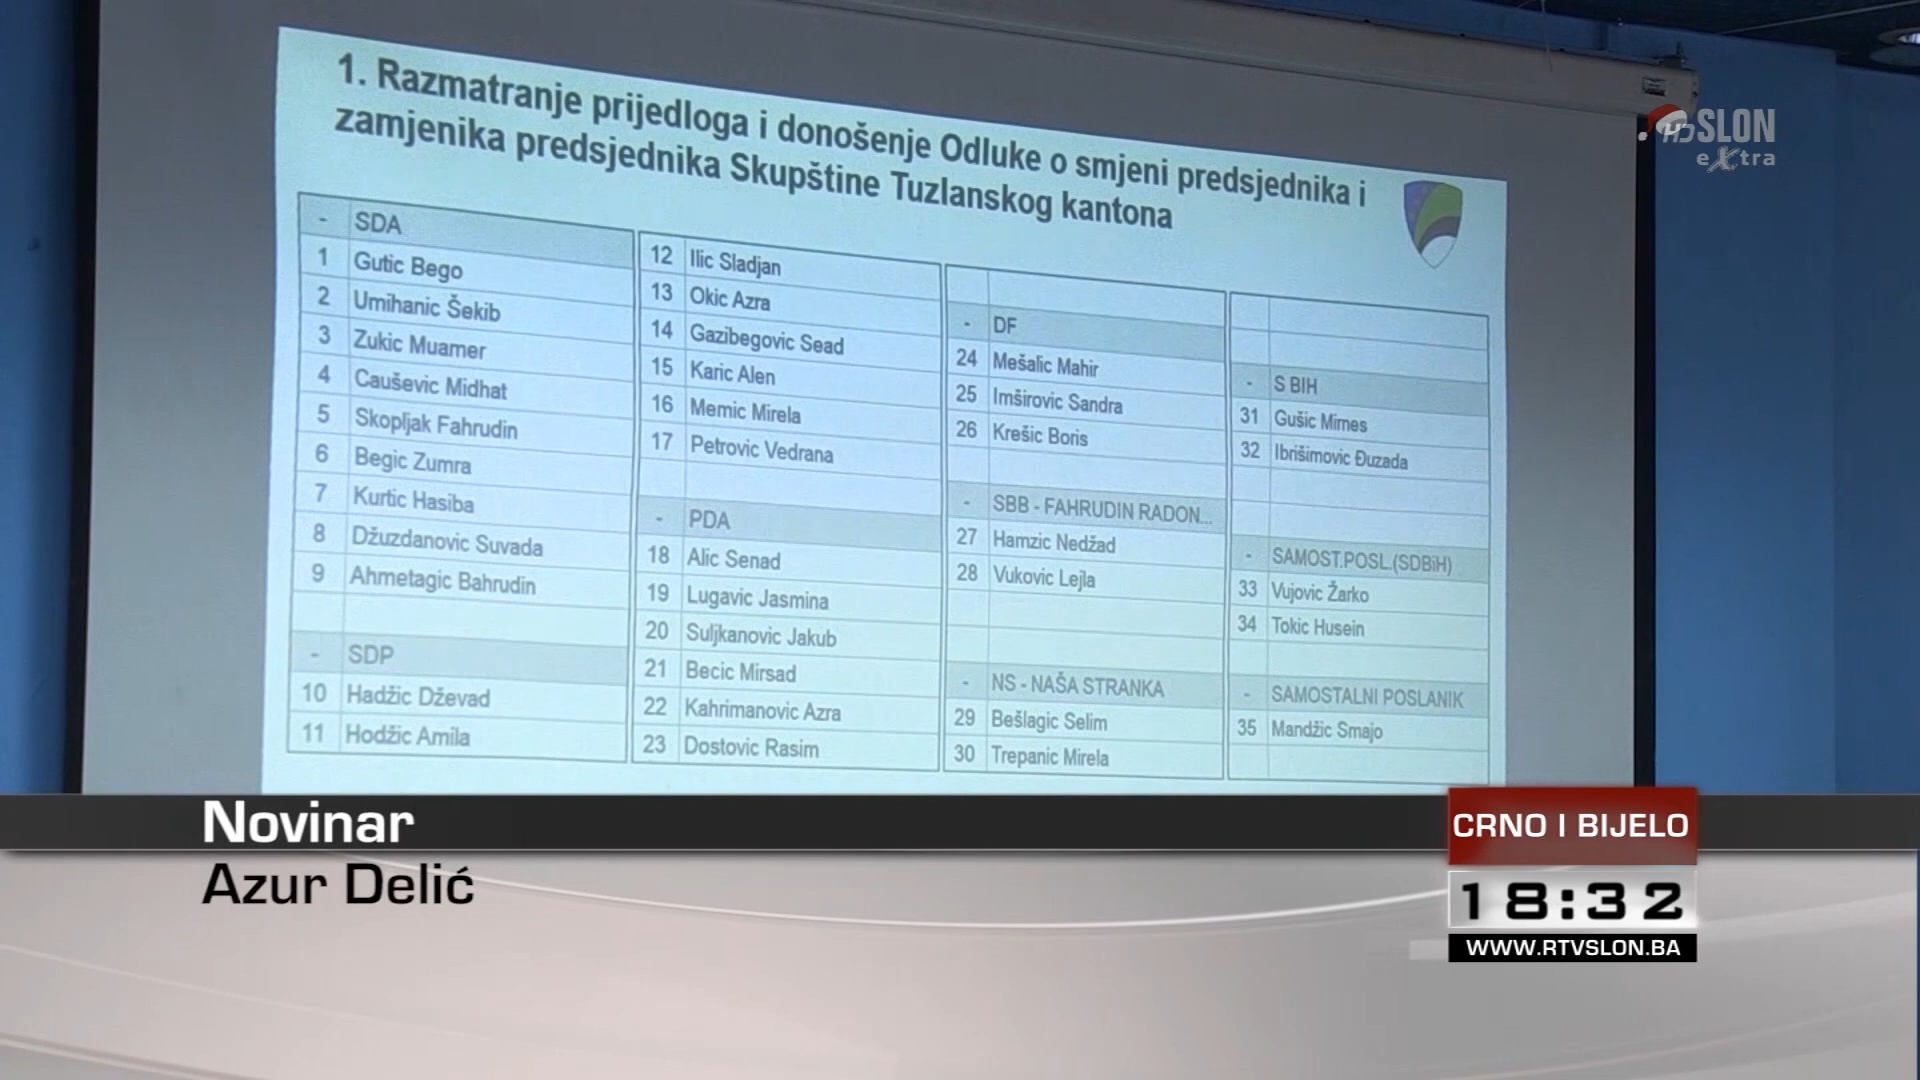 1. Razmatranje prijedloga i donošenje Odluke o smjeni predsjednika i
zamjenika predsjednika Skupštine Tuzlanskog kantona
- SDA
1 Gutic Bego
2 Umihanic Šekib
3 Zukic Muamer
4 Cauševic Midhat
5 Skopljak Fahrudin
6 Begic Zumra
7 Kurtic Hasiba
8 Džuzdanovic Suvada
9 Ahmetagic Bahrudin
- SDP
10 Hadžic Dževad
11 Hodžic Amila
12 Ilic Sladjan
13 Okic Azra
14 Gazibegovic Sead
15 Karic Alen
16 Memic Mirela
17 Petrovic Vedrana
- PDA
18 Alic Senad
19 Lugavic Jasmina
20 Suljkanovic Jakub
21 Becic Mirsad
22 Kahrimanovic Azra
23 Dostovic Rasim
- DF
24 Mešalic Mahir
25 Imširovic Sandra
26 Krešic Boris
- SBB - FAHRUDIN RADON...
27 Hamzic Nedžad
28 Vukovic Lejla
- NS - NAŠA STRANKA
29 Bešlagic Selim
30 Trepanic Mirela
- S BIH
31 Gušic Mirnes
32 Ibrišimovic Đuzada
- SAMOST.POSL.(SDBiH)
33 Vujovic Žarko
34 Tokic Husein
- SAMOSTALNI POSLANIK
35 Mandžic Smajo
HD SLON
eXtra
Novinar
Azur Delić
CRNO I BIJELO
18:32
WWW.RTVSLON.BA